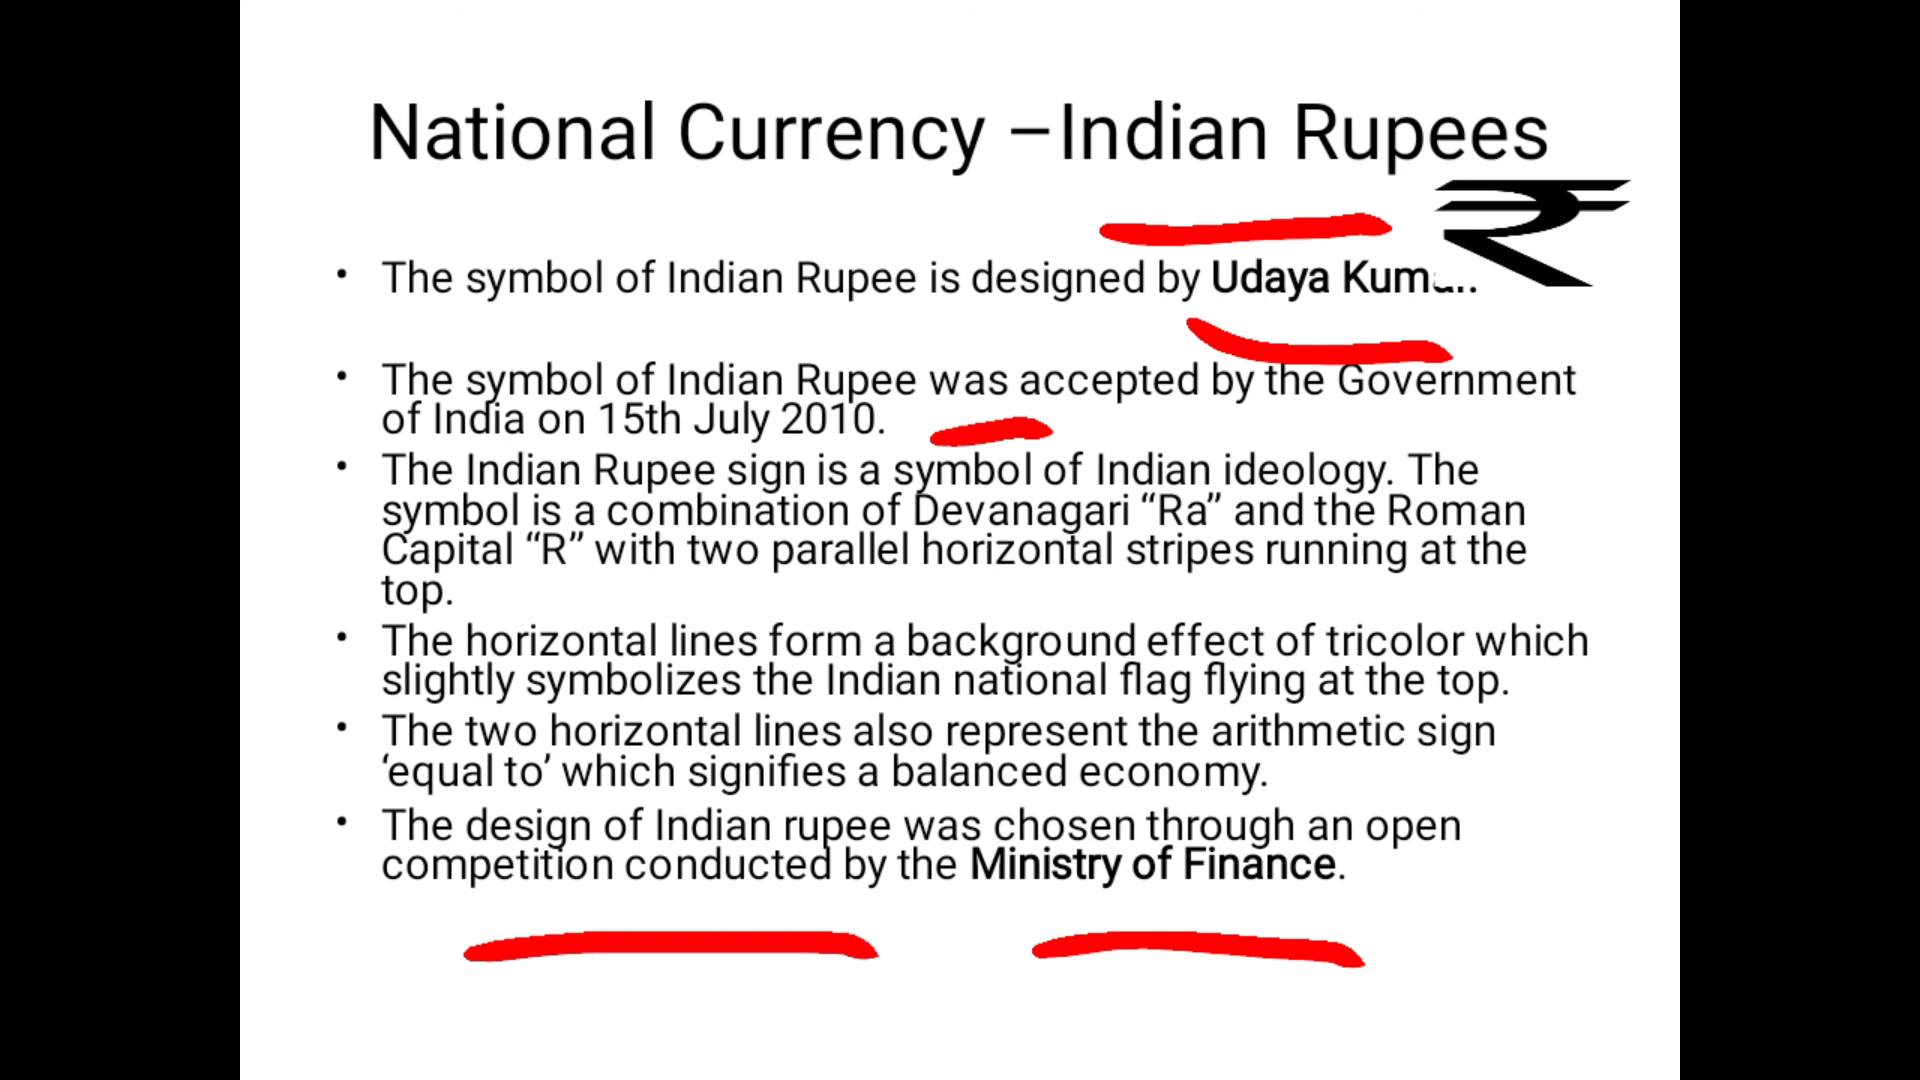 National Currency –Indian Rupees
• The symbol of Indian Rupee is designed by Udaya Kumar.
• The symbol of Indian Rupee was accepted by the Government
of India on 15th July 2010.
• The Indian Rupee sign is a symbol of Indian ideology. The
symbol is a combination of Devanagari “Ra” and the Roman
Capital “R” with two parallel horizontal stripes running at the
top.
• The horizontal lines form a background effect of tricolor which
slightly symbolizes the Indian national flag flying at the top.
• The two horizontal lines also represent the arithmetic sign
‘equal to’ which signifies a balanced economy.
• The design of Indian rupee was chosen through an open
competition conducted by the Ministry of Finance.